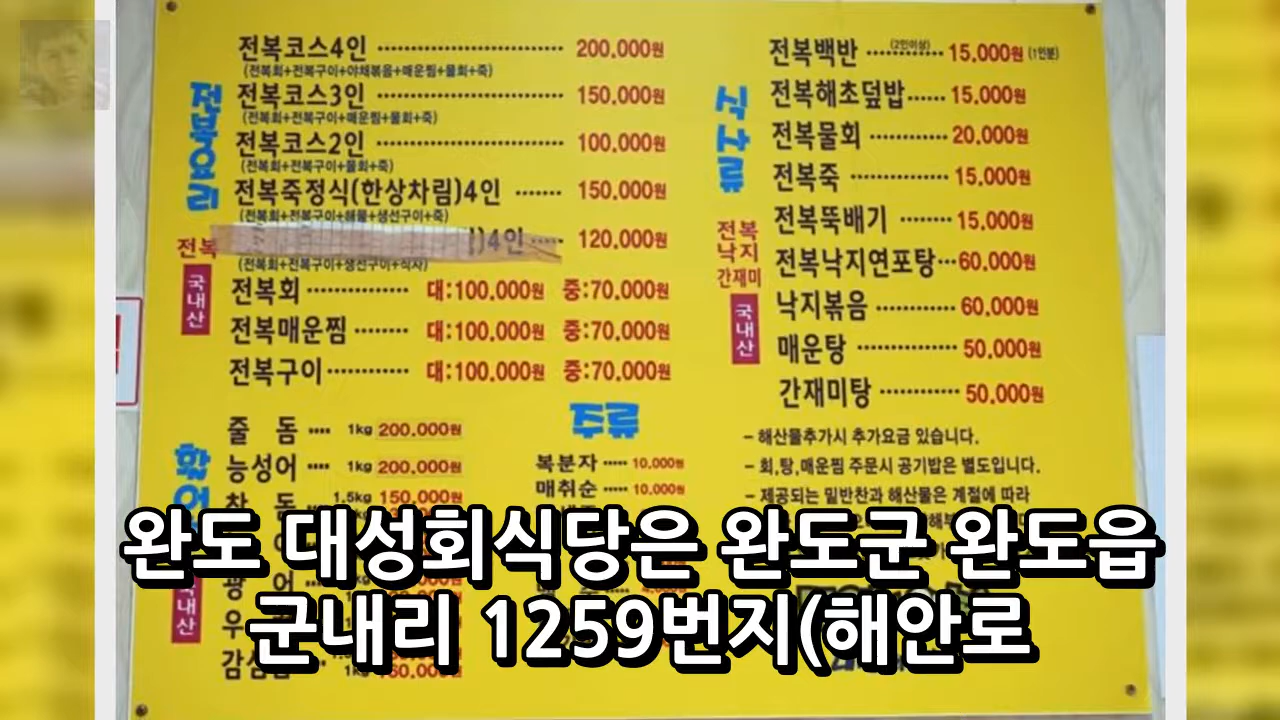 전복요리
전복코스4인 ···························· 200,000원
(전복회+전복구이+야채볶음+매운찜+물회+죽)
전복코스3인 ···························· 150,000원
(전복회+전복구이+매운찜+물회+죽)
전복코스2인 ···························· 100,000원
(전복회+전복구이+물회+죽)
전복죽정식(한상차림)4인 ······· 150,000원
(전복회+전복구이+해물+생선구이+죽)
)4인 ····· 120,000원
(전복회+전복구이+생선구이+식사)
전복
국내산
전복회 ··············· 대:100,000원 중:70,000원
전복매운찜 ········ 대:100,000원 중:70,000원
전복구이 ············ 대:100,000원 중:70,000원
줄 돔 ···· 1kg 200,000원
능성어 ···· 1kg 200,000원
참 돔 1.5kg 150,000원
식사류
전복백반 ··········(2인이상) 15,000원 (1인분)
전복해초덮밥 ······ 15,000원
전복물회 ············ 20,000원
전복죽 ··············· 15,000원
전복뚝배기 ········ 15,000원
전복낙지연포탕 ··· 60,000원
전복
낙지
간재미
국내산
낙지볶음 ············ 60,000원
매운탕 ··············· 50,000원
간재미탕 ············ 50,000원
주류
복분자 ····· 10,000원
매취순 ····· 10,000원
- 해산물추가시 추가요금 있습니다.
- 회,탕,매운찜 주문시 공기밥은 별도입니다.
- 제공되는 밑반찬과 해산물은 계절에 따라
완도 대성회식당은 완도군 완도읍
군내리 1259번지(해안로